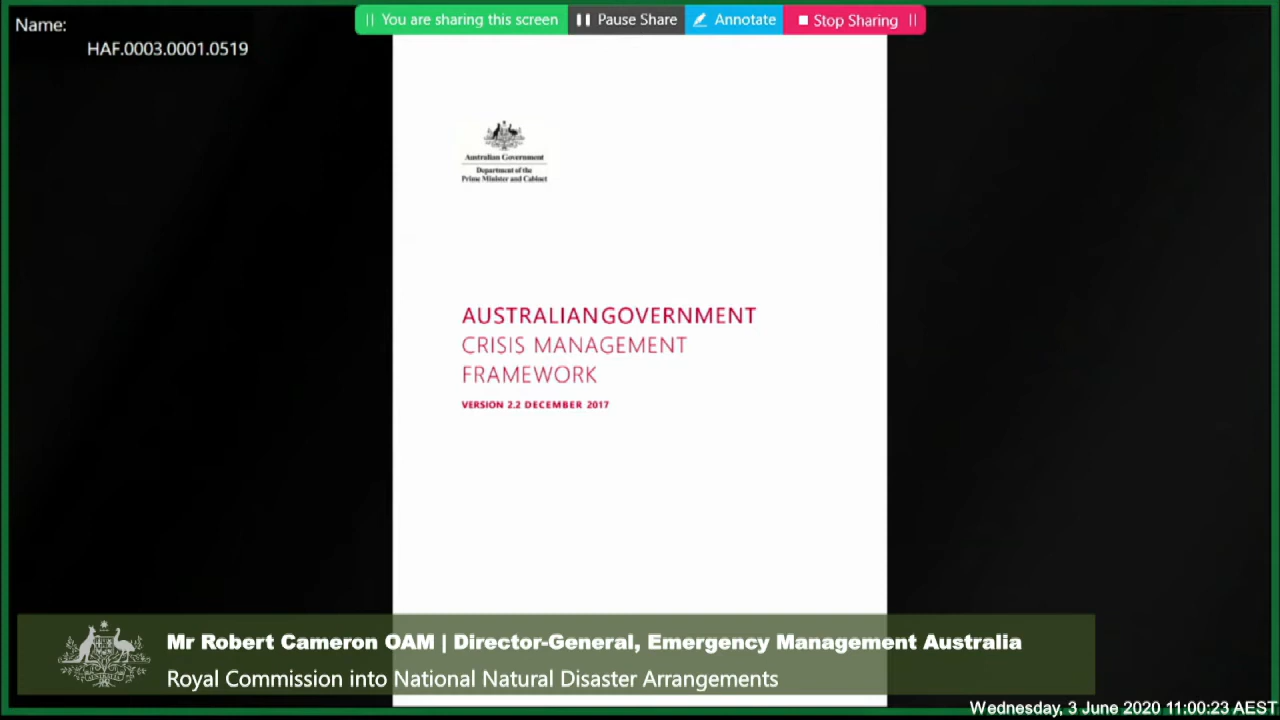 Name:
HAF.0003.0001.0519
You are sharing this screen
Pause Share
Annotate
Stop Sharing
Australian Government
Department of the
Prime Minister and Cabinet
AUSTRALIAN GOVERNMENT
CRISIS MANAGEMENT
FRAMEWORK
VERSION 2.2 DECEMBER 2017
Mr Robert Cameron OAM | Director-General, Emergency Management Australia
Royal Commission into National Natural Disaster Arrangements
Wednesday, 3 June 2020 11:00:23 AEST